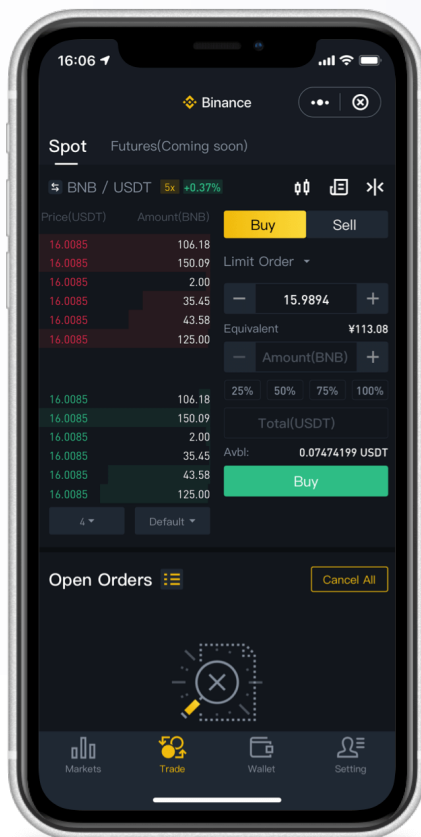 16:06
Binance
Spot Futures(Coming soon)
BNB / USDT 5x +0.37%
Price(USDT) Amount(BNB)
16.0085 106.18
16.0085 150.09
16.0085 2.00
16.0085 35.45
16.0085 43.58
16.0085 125.00
16.0085 106.18
16.0085 150.09
16.0085 2.00
16.0085 35.45
16.0085 43.58
16.0085 125.00
4 Default
Buy Sell
Limit Order
− 15.9894 +
Equivalent ¥113.08
− Amount(BNB) +
25% 50% 75% 100%
Total(USDT)
Avbl: 0.07474199 USDT
Buy
Open Orders Cancel All
Markets Trade Wallet Setting